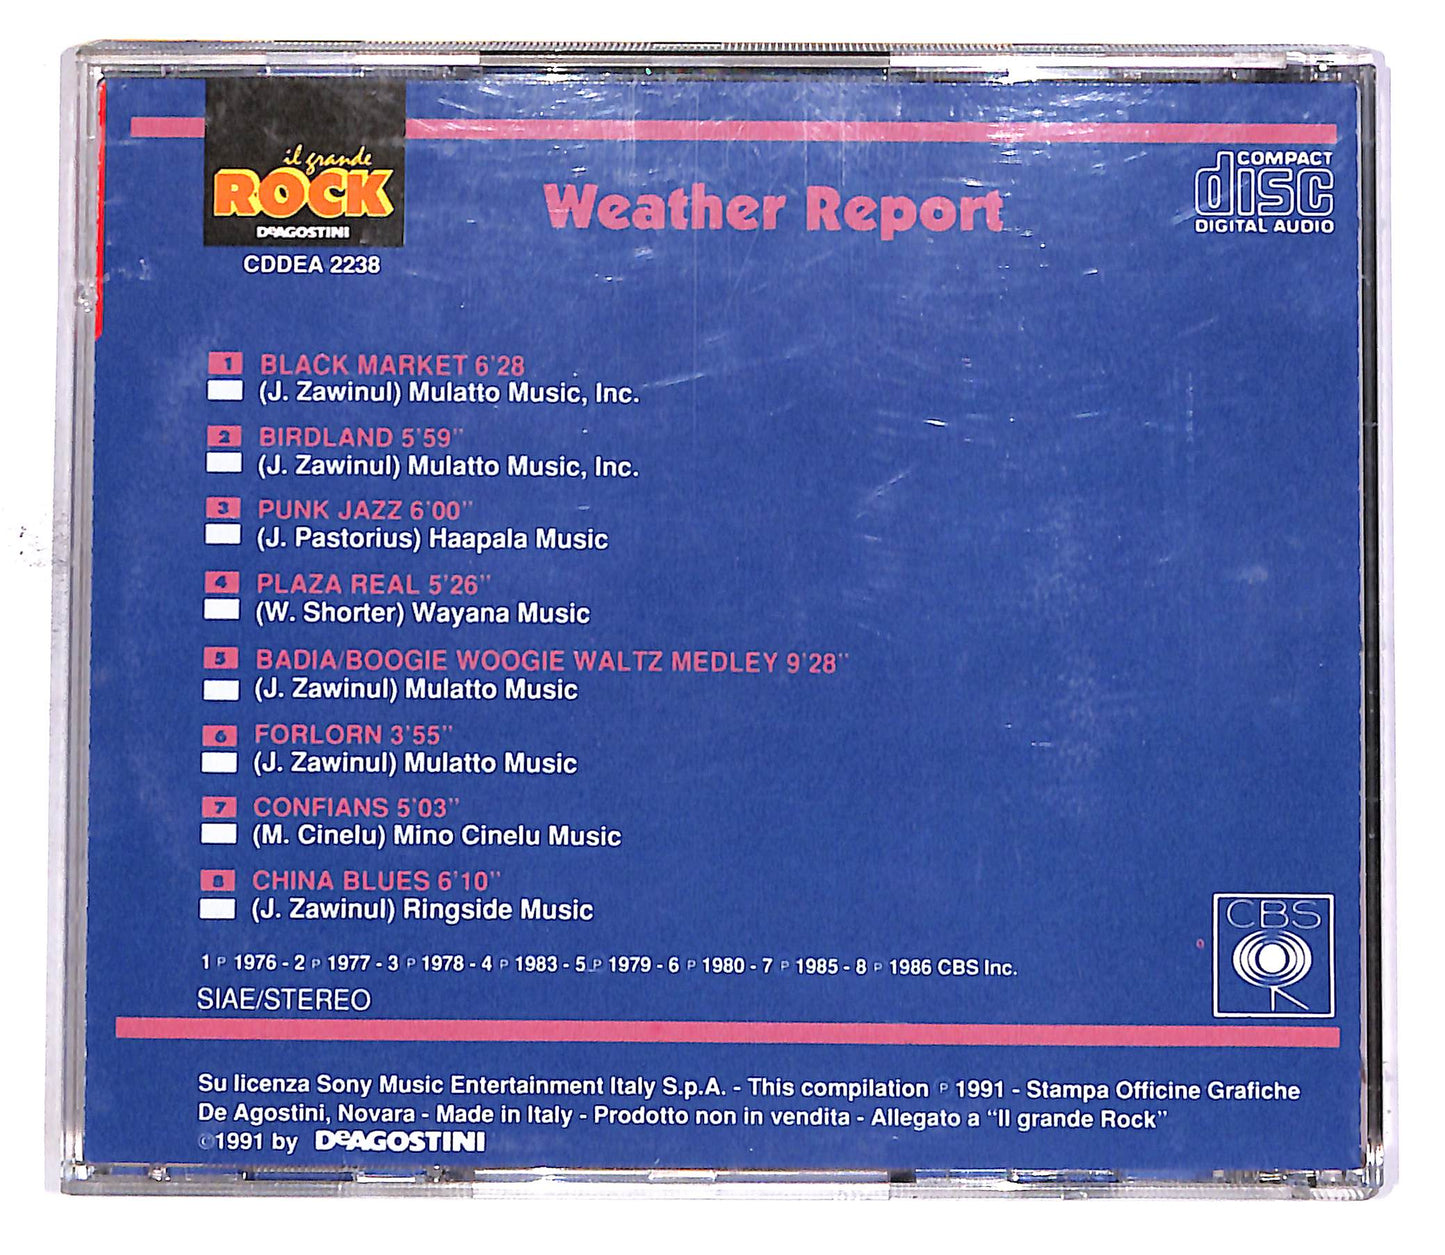 il grande
ROCK
DeAGOSTINI
CDDEA 2238
Weather Report
COMPACT
disc
DIGITAL AUDIO
1 BLACK MARKET 6'28
(J. Zawinul) Mulatto Music, Inc.
2 BIRDLAND 5'59"
(J. Zawinul) Mulatto Music, Inc.
3 PUNK JAZZ 6'00"
(J. Pastorius) Haapala Music
4 PLAZA REAL 5'26"
(W. Shorter) Wayana Music
5 BADIA/BOOGIE WOOGIE WALTZ MEDLEY 9'28"
(J. Zawinul) Mulatto Music
6 FORLORN 3'55"
(J. Zawinul) Mulatto Music
7 CONFIANS 5'03"
(M. Cinelu) Mino Cinelu Music
8 CHINA BLUES 6'10"
(J. Zawinul) Ringside Music
CBS
1 P 1976 - 2 P 1977 - 3 P 1978 - 4 P 1983 - 5 P 1979 - 6 P 1980 - 7 P 1985 - 8 P 1986 CBS Inc.
SIAE/STEREO
Su licenza Sony Music Entertainment Italy S.p.A. - This compilation P 1991 - Stampa Officine Grafiche
De Agostini, Novara - Made in Italy - Prodotto non in vendita - Allegato a "Il grande Rock"
©1991 by DeAGOSTINI